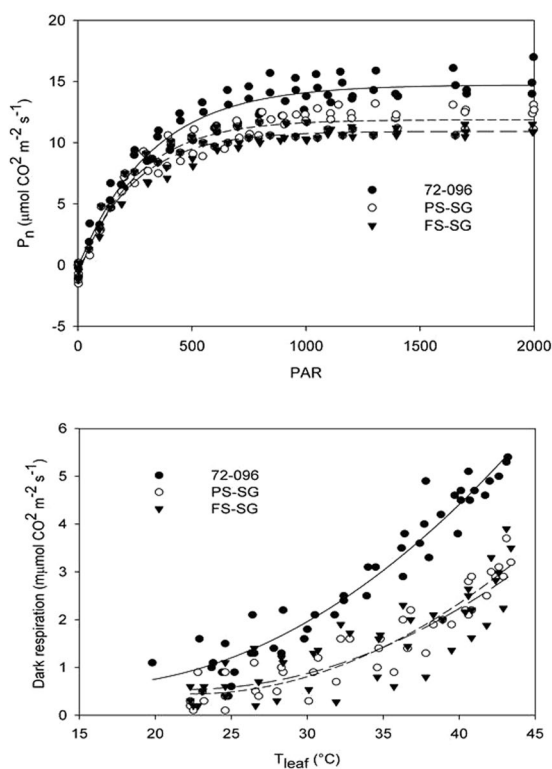 20
15
10
5
0
-5
Pn (μmol CO2 m-2 s-1)
72-096
PS-SG
FS-SG
0 500 1000 1500 2000
PAR
6
5
4
3
2
1
0
Dark respiration (mμmol CO2 m-2 s-1)
72-096
PS-SG
FS-SG
15 20 25 30 35 40 45
Tleaf (°C)